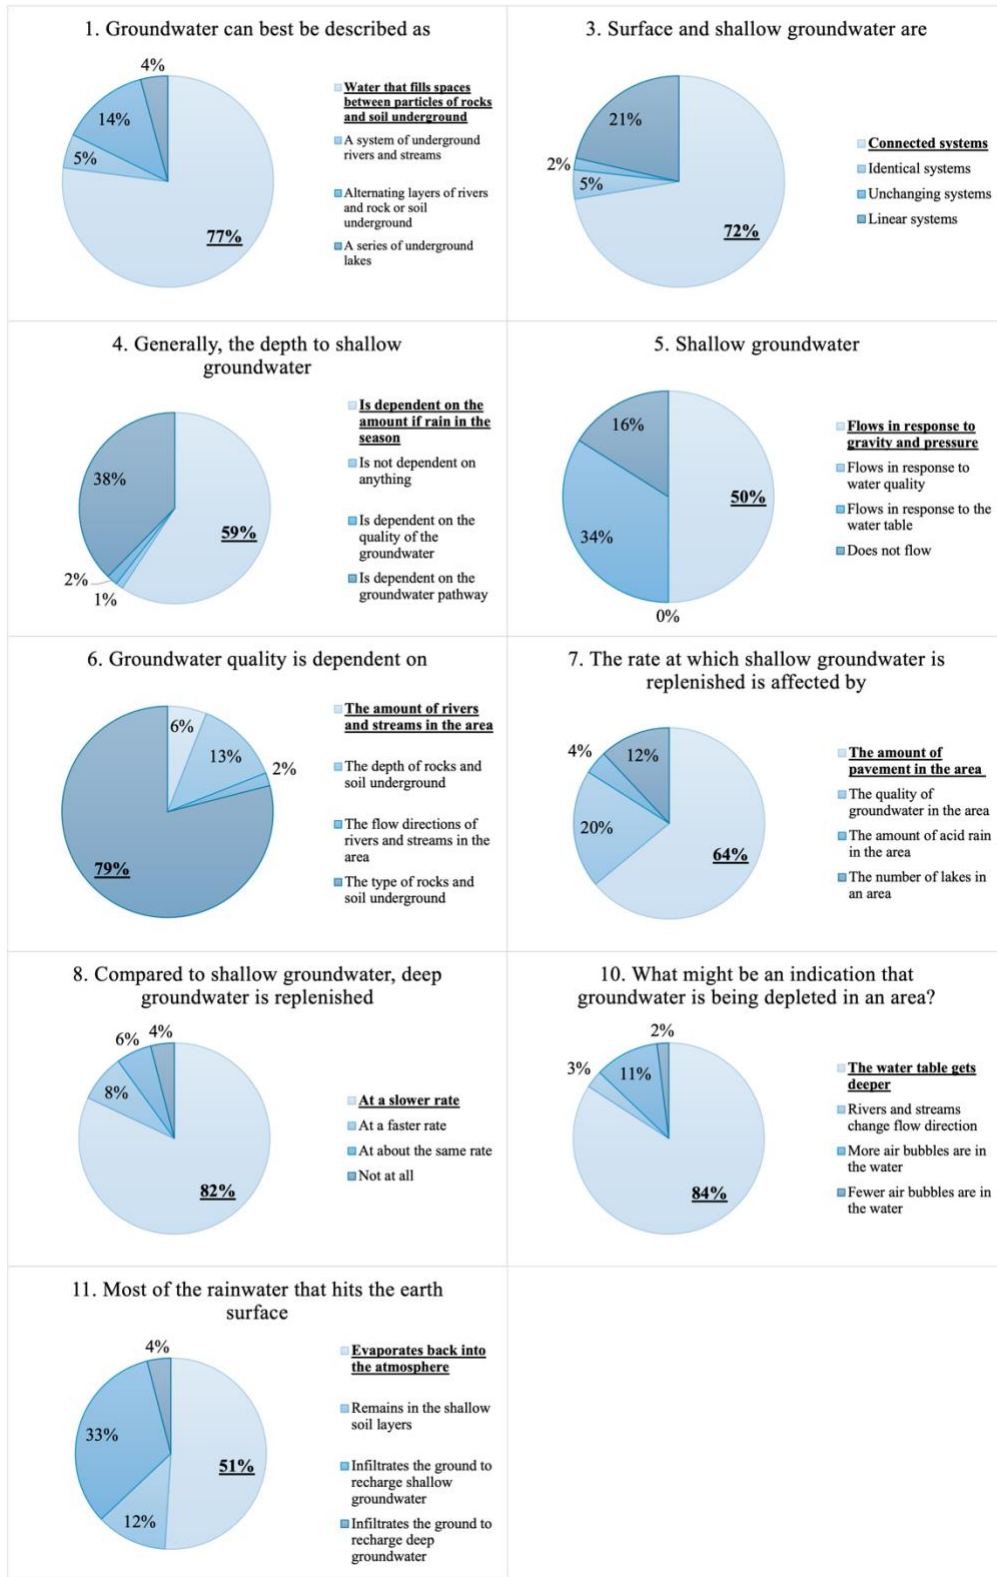 1. Groundwater can best be described as
4%
14%
5%
77%
Water that fills spaces
between particles of rocks
and soil underground
A system of underground
rivers and streams
Alternating layers of rivers
and rock or soil
underground
A series of underground
lakes
3. Surface and shallow groundwater are
21%
2%
5%
72%
Connected systems
Identical systems
Unchanging systems
Linear systems
4. Generally, the depth to shallow
groundwater
38%
59%
2%
1%
Is dependent on the
amount if rain in the
season
Is not dependent on
anything
Is dependent on the
quality of the
groundwater
Is dependent on the
groundwater pathway
5. Shallow groundwater
16%
50%
34%
0%
Flows in response to
gravity and pressure
Flows in response to
water quality
Flows in response to the
water table
Does not flow
6. Groundwater quality is dependent on
6%
13%
2%
79%
The amount of rivers
and streams in the area
The depth of rocks and
soil underground
The flow directions of
rivers and streams in the
area
The type of rocks and
soil underground
7. The rate at which shallow groundwater is
replenished is affected by
4%
12%
20%
64%
The amount of
pavement in the area
The quality of
groundwater in the area
The amount of acid rain
in the area
The number of lakes in
an area
8. Compared to shallow groundwater, deep
groundwater is replenished
6%
4%
8%
82%
At a slower rate
At a faster rate
At about the same rate
Not at all
10. What might be an indication that
groundwater is being depleted in an area?
2%
3%
11%
84%
The water table gets
deeper
Rivers and streams
change flow direction
More air bubbles are in
the water
Fewer air bubbles are in
the water
11. Most of the rainwater that hits the earth
surface
4%
33%
51%
12%
Evaporates back into
the atmosphere
Remains in the shallow
soil layers
Infiltrates the ground to
recharge shallow
groundwater
Infiltrates the ground to
recharge deep
groundwater